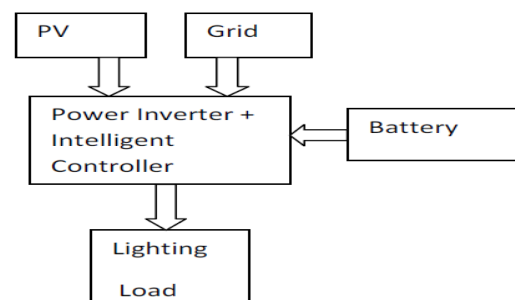 PV
Grid
Power Inverter +
Intelligent
Controller
Battery
Lighting
Load